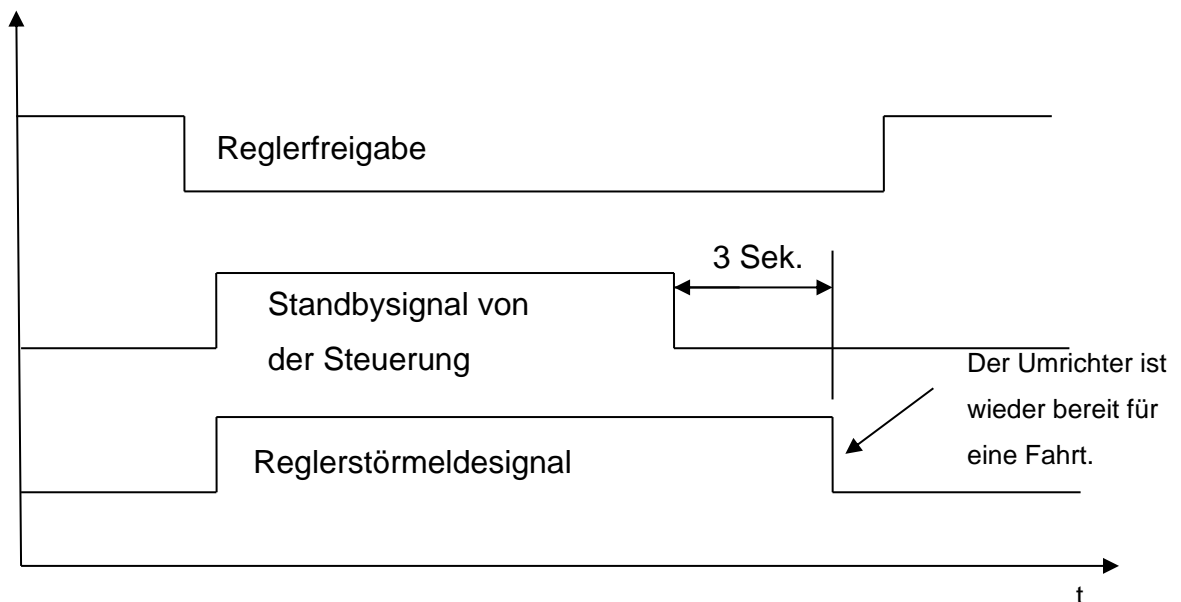 Reglerfreigabe
3 Sek.
Standbysignal von
der Steuerung
Der Umrichter ist
wieder bereit für
eine Fahrt.
Reglerstörmeldesignal
t